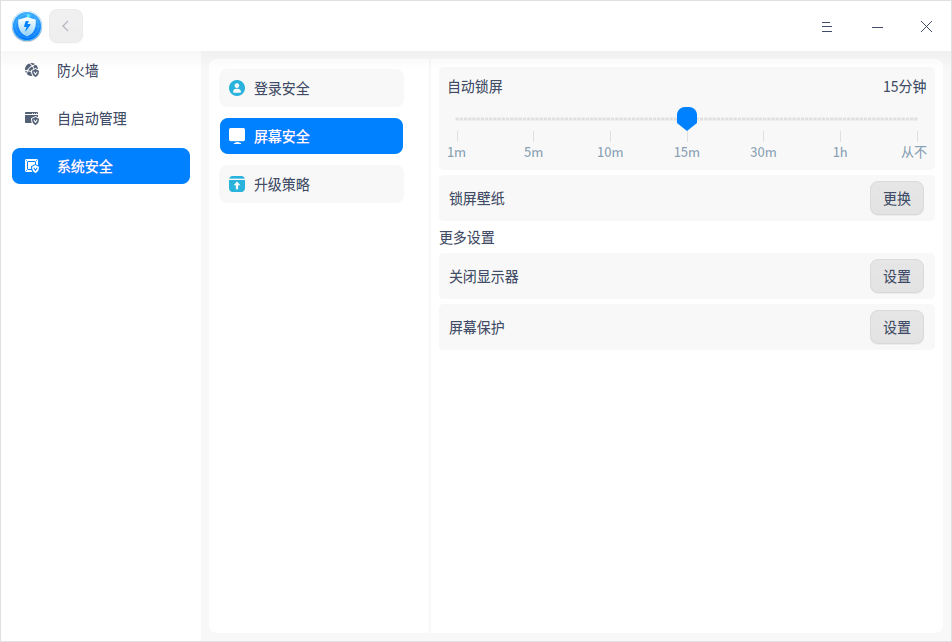 防火墙
自启动管理
系统安全
登录安全
屏幕安全
升级策略
自动锁屏
15分钟
1m 5m 10m 15m 30m 1h 从不
锁屏壁纸
更换
更多设置
关闭显示器
设置
屏幕保护
设置